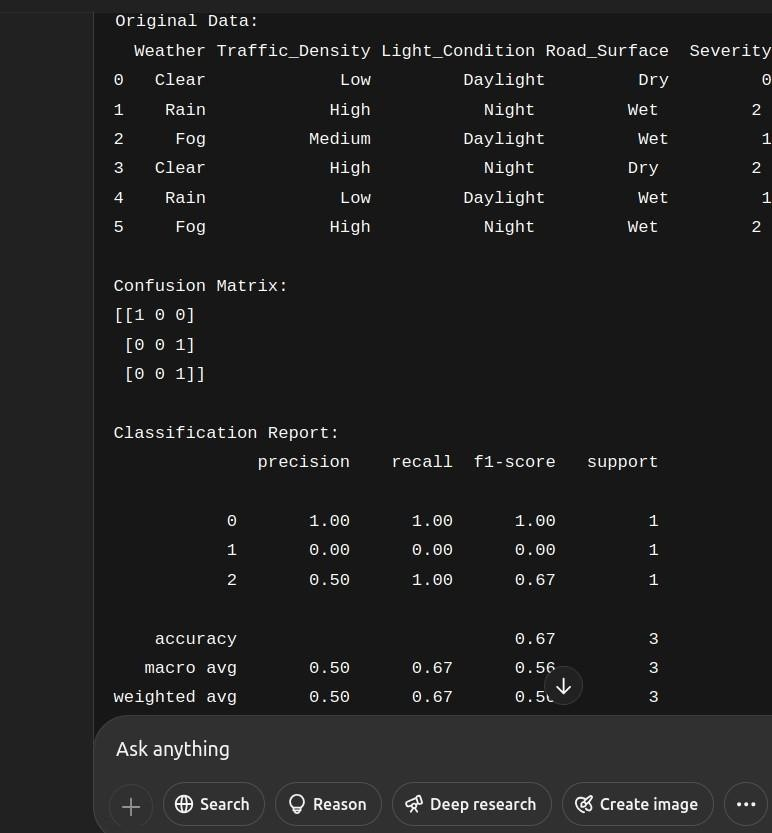 Original Data:
Weather Traffic_Density Light_Condition Road_Surface Severity
0 Clear Low Daylight Dry 0
1 Rain High Night Wet 2
2 Fog Medium Daylight Wet 1
3 Clear High Night Dry 2
4 Rain Low Daylight Wet 1
5 Fog High Night Wet 2
Confusion Matrix:
[[1 0 0]
[0 0 1]
[0 0 1]]
Classification Report:
precision recall f1-score support
0 1.00 1.00 1.00 1
1 0.00 0.00 0.00 1
2 0.50 1.00 0.67 1
accuracy 0.67 3
macro avg 0.50 0.67 0.56 3
weighted avg 0.50 0.67 3
Ask anything
Search Reason Deep research Create image